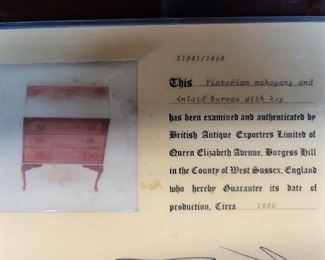 Z1941/1454
This Victorian mahogany and
inlaid bureau with key
has been examined and authenticated by
British Antique Exporters Limited of
Queen Elizabeth Avenue, Burgess Hill
in the County of West Sussex, England
who hereby Guarantee its date of
production, Circa 1880